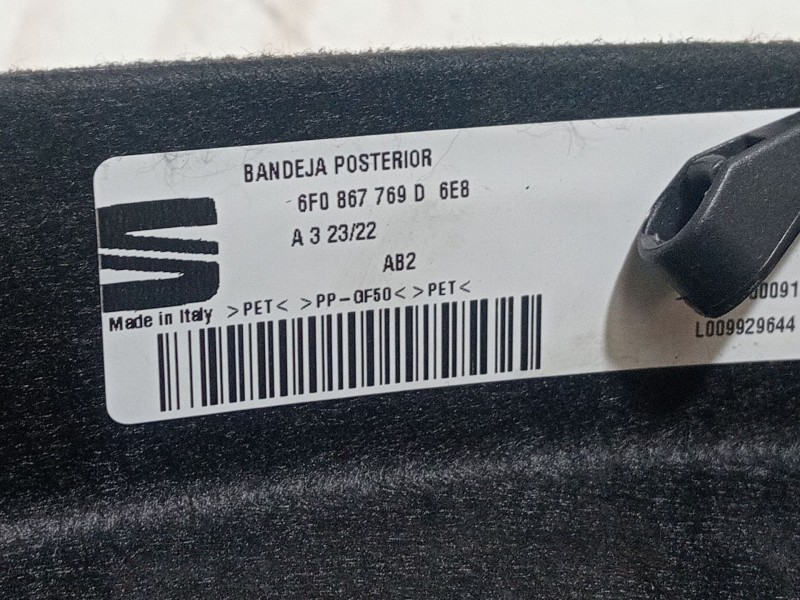 BANDEJA POSTERIOR
6F0 867 769 D 6E8
A 3 23/22
AB2
Made in Italy >PET< >PP-GF50< >PET<
L009929644